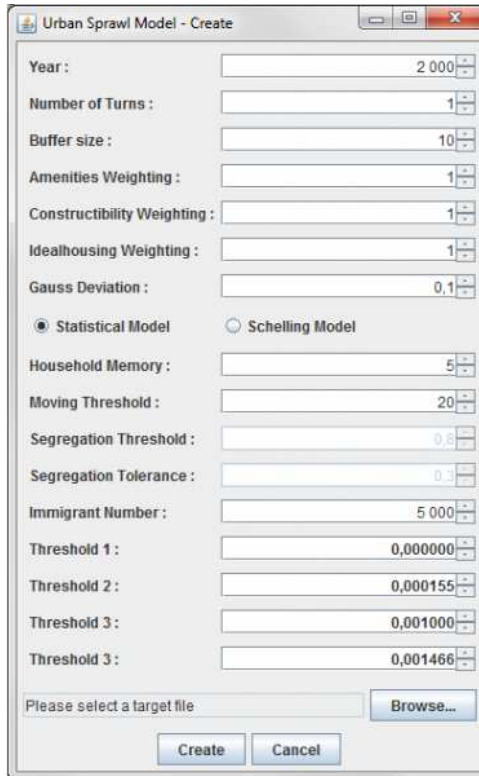 Urban Sprawl Model - Create
Year : 2 000
Number of Turns : 1
Buffer size : 10
Amenities Weighting : 1
Constructibility Weighting : 1
Idealhousing Weighting : 1
Gauss Deviation : 0,1
Statistical Model Schelling Model
Household Memory : 5
Moving Threshold : 20
Segregation Threshold : 0,8
Segregation Tolerance : 0,3
Immigrant Number : 5 000
Threshold 1 : 0,000000
Threshold 2 : 0,000155
Threshold 3 : 0,001000
Threshold 3 : 0,001466
Please select a target file Browse...
Create Cancel